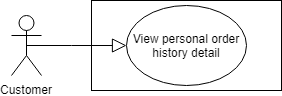 View personal order
history detail
Customer